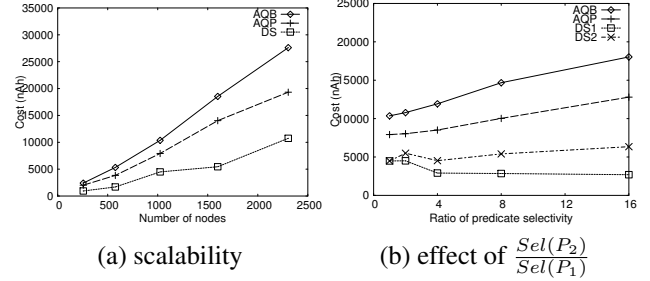 35000
30000
25000
20000
15000
10000
5000
0
Cost (nAh)
0 500 1000 1500 2000 2500
Number of nodes
AQB
AQP
DS
(a) scalability
25000
20000
15000
10000
5000
0
Cost (nAh)
0 4 8 12 16
Ratio of predicate selectivity
AQB
AQP
DS1
DS2
(b) effect of Sel(P₂)/Sel(P₁)